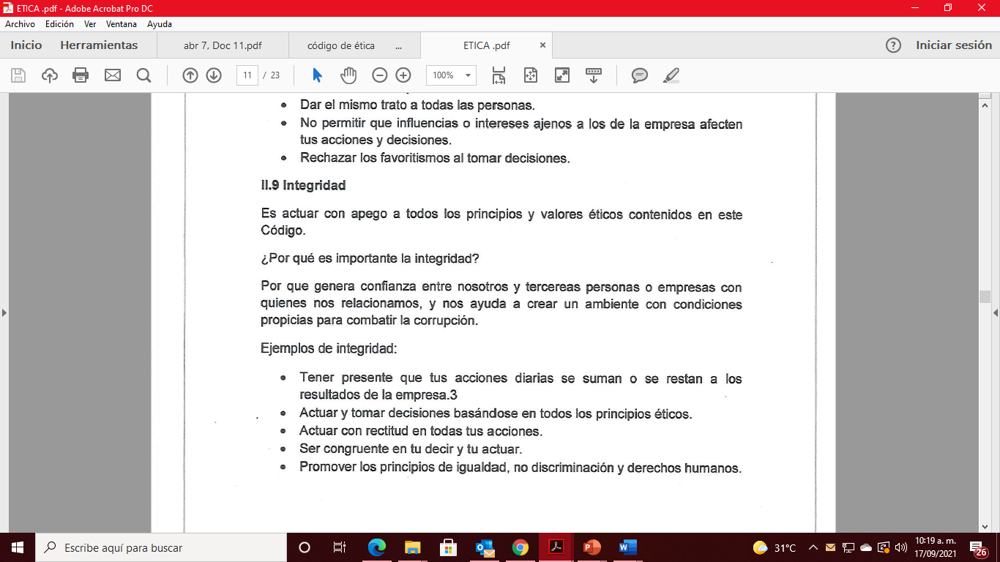 ETICA .pdf - Adobe Acrobat Pro DC
Archivo Edición Ver Ventana Ayuda
Inicio Herramientas abr 7, Doc 11.pdf código de ética ... ETICA .pdf × ? Iniciar sesión
11 / 23 100%
• Dar el mismo trato a todas las personas.
• No permitir que influencias o intereses ajenos a los de la empresa afecten
tus acciones y decisiones.
• Rechazar los favoritismos al tomar decisiones.
II.9 Integridad
Es actuar con apego a todos los principios y valores éticos contenidos en este
Código.
¿Por qué es importante la integridad?
Por que genera confianza entre nosotros y tercereas personas o empresas con
quienes nos relacionamos, y nos ayuda a crear un ambiente con condiciones
propicias para combatir la corrupción.
Ejemplos de integridad:
• Tener presente que tus acciones diarias se suman o se restan a los
resultados de la empresa.3
• Actuar y tomar decisiones basándose en todos los principios éticos.
• Actuar con rectitud en todas tus acciones.
• Ser congruente en tu decir y tu actuar.
• Promover los principios de igualdad, no discriminación y derechos humanos.
Escribe aquí para buscar 31°C 10:19 a. m.
17/09/2021 26